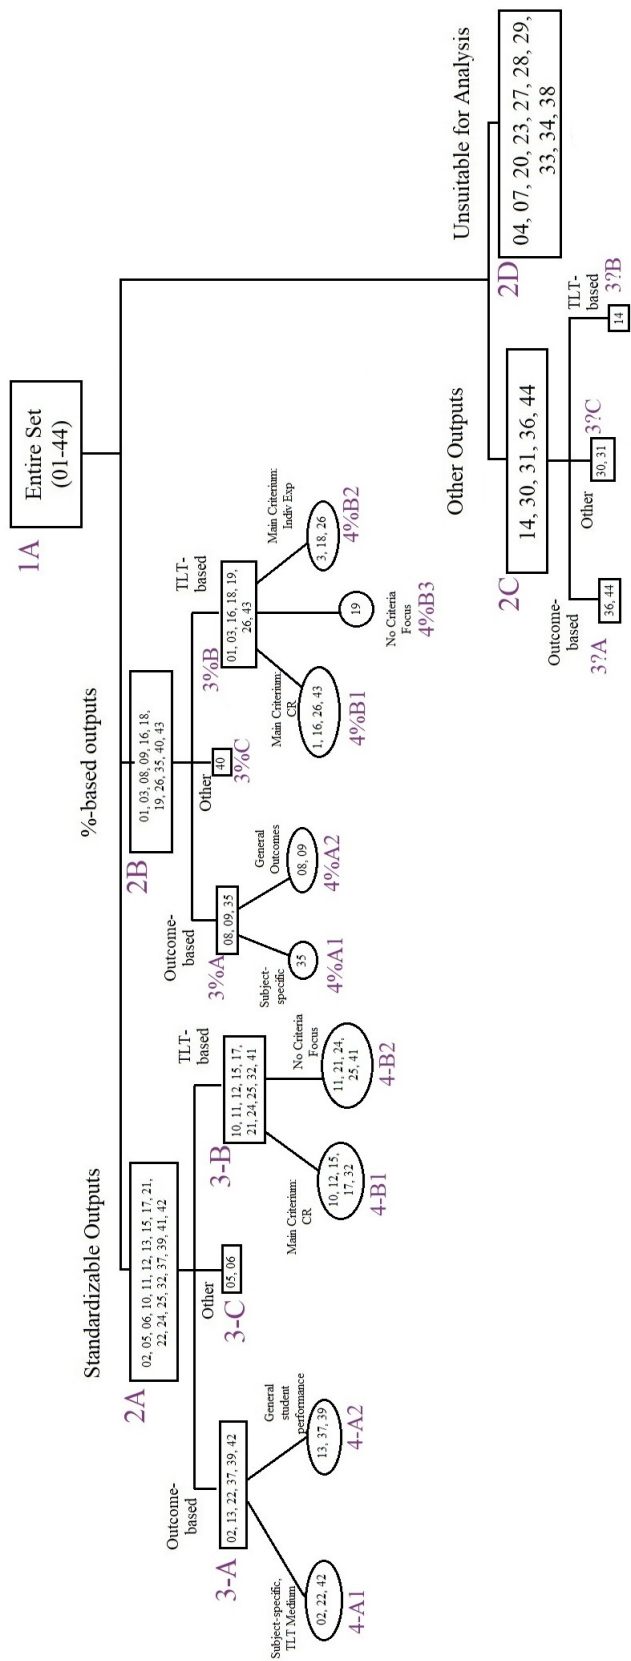 1A
Entire Set
(01-44)
Standardizable Outputs
2A
02, 05, 06, 10, 11, 12, 13, 15, 17, 21,
22, 24, 25, 32, 37, 39, 41, 42
Outcome-
based
3-A
02, 13, 22, 37, 39, 42
Subject-specific,
TLT Medium
02, 22, 42
4-A1
General
student
performance
13, 37, 39
4-A2
Other
05, 06
3-C
TLT-
based
3-B
10, 11, 12, 15, 17,
21, 24, 25, 32, 41
Main Criterium:
CR
10, 12, 15,
17, 32
4-B1
No Criteria
Focus
11, 21, 24,
25, 41
4-B2
%-based outputs
2B
01, 03, 08, 09, 16, 18,
19, 26, 35, 40, 43
Outcome-
based
3%A
08, 09, 35
Subject-
specific
35
4%A1
General
Outcomes
08, 09
4%A2
Other
40
3%C
TLT-
based
3%B
01, 03, 16, 18, 19,
26, 43
Main Criterium:
CR
1, 16, 26, 43
4%B1
19
No Criteria
Focus
4%B3
Main Criterium:
Indiv Exp
3, 18, 26
4%B2
Other Outputs
2C
14, 30, 31, 36, 44
Outcome-
based
36, 44
3?A
Other
30, 31
3?C
TLT-
based
14
3?B
Unsuitable for Analysis
2D
04, 07, 20, 23, 27, 28, 29,
33, 34, 38